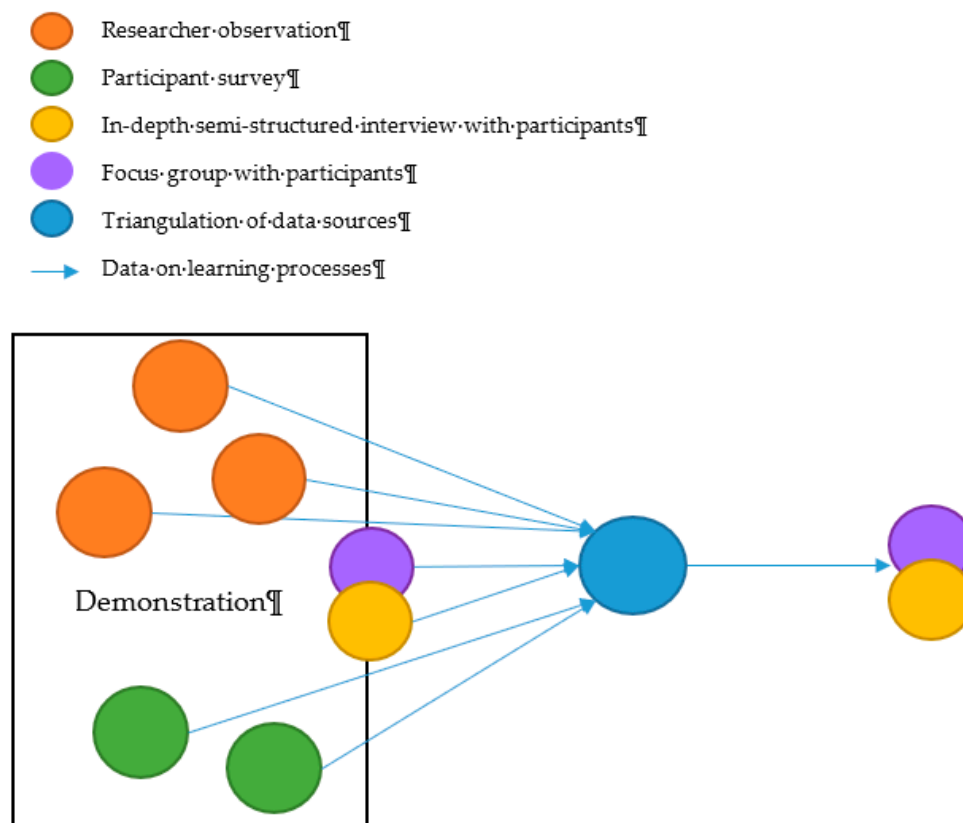 Researcher·observation¶
Participant·survey¶
In-depth·semi-structured·interview·with·participants¶
Focus·group·with·participants¶
Triangulation·of·data·sources¶
Data·on·learning·processes¶
Demonstration¶